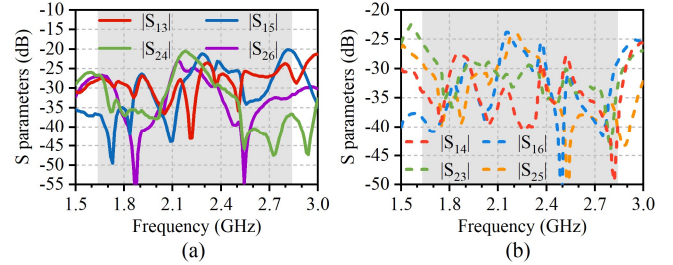 -10
-15
-20
-25
-30
-35
-40
-45
-50
-55
S parameters (dB)
|S13| |S15|
|S24| |S26|
1.5 1.8 2.1 2.4 2.7 3.0
Frequency (GHz)
(a)
-20
-25
-30
-35
-40
-45
-50
S parameters (dB)
|S14| |S16|
|S23| |S25|
1.5 1.8 2.1 2.4 2.7 3.0
Frequency (GHz)
(b)